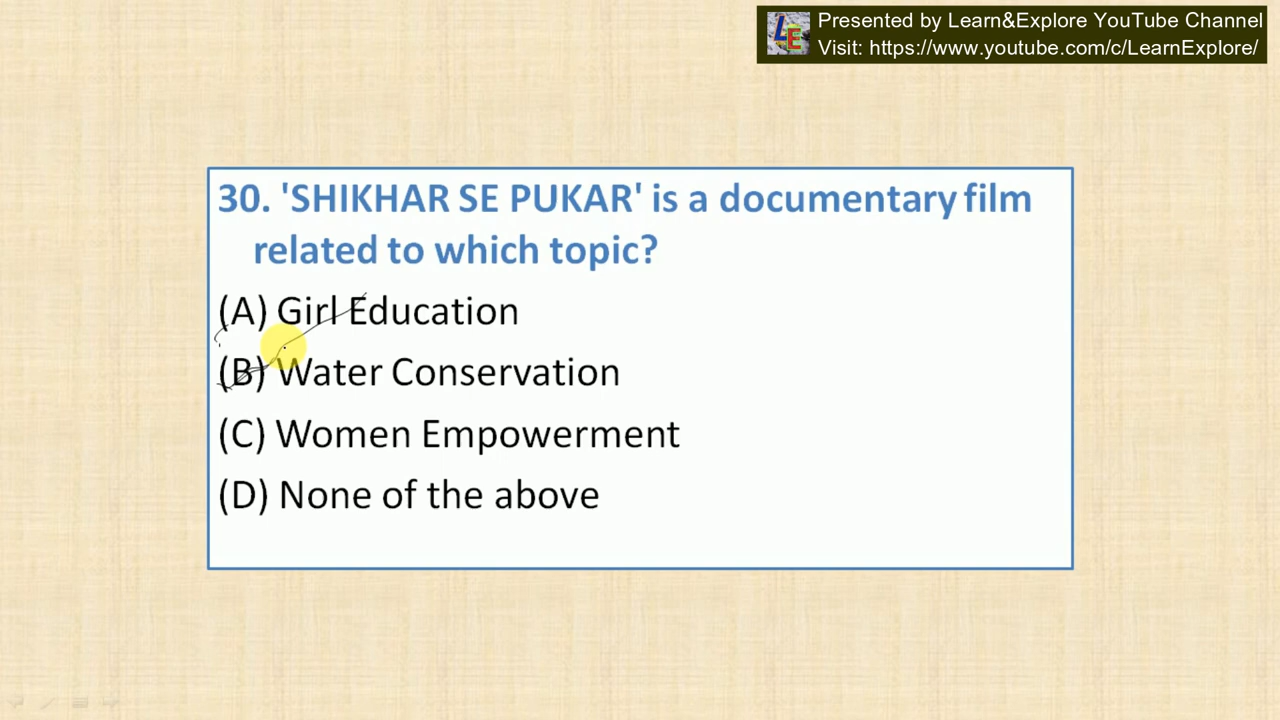 Presented by Learn&Explore YouTube Channel
Visit: https://www.youtube.com/c/LearnExplore/
30. 'SHIKHAR SE PUKAR' is a documentary film
related to which topic?
(A) Girl Education
(B) Water Conservation
(C) Women Empowerment
(D) None of the above